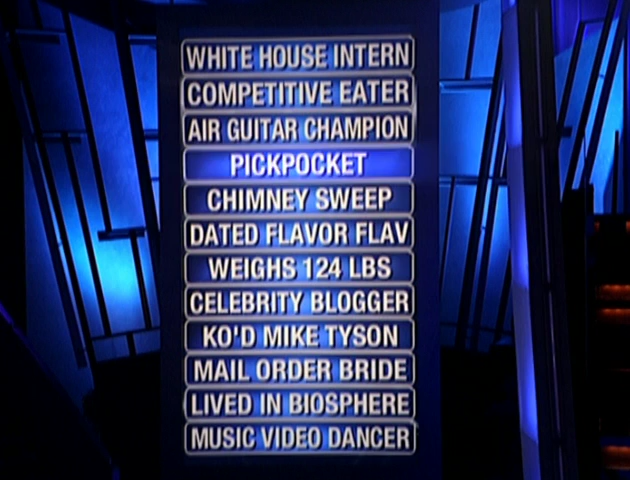 WHITE HOUSE INTERN
COMPETITIVE EATER
AIR GUITAR CHAMPION
PICKPOCKET
CHIMNEY SWEEP
DATED FLAVOR FLAV
WEIGHS 124 LBS
CELEBRITY BLOGGER
KO'D MIKE TYSON
MAIL ORDER BRIDE
LIVED IN BIOSPHERE
MUSIC VIDEO DANCER